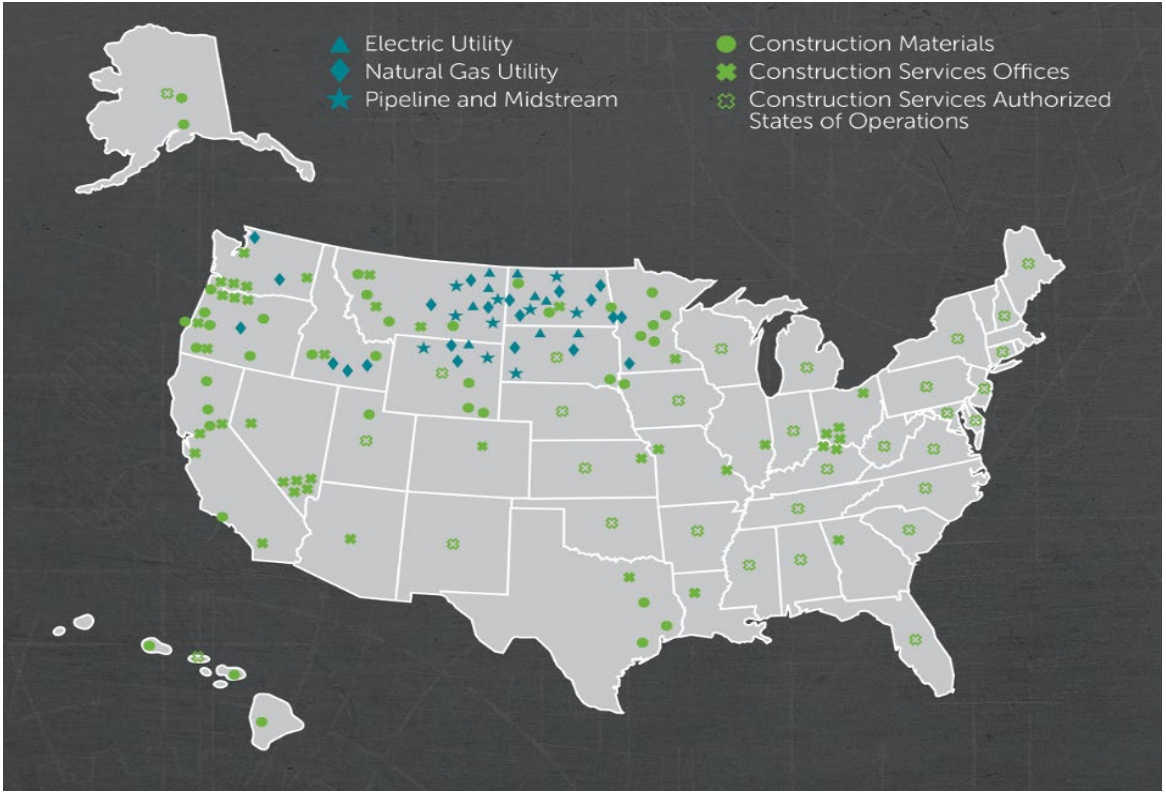 Electric Utility
Natural Gas Utility
Pipeline and Midstream
Construction Materials
Construction Services Offices
Construction Services Authorized
States of Operations